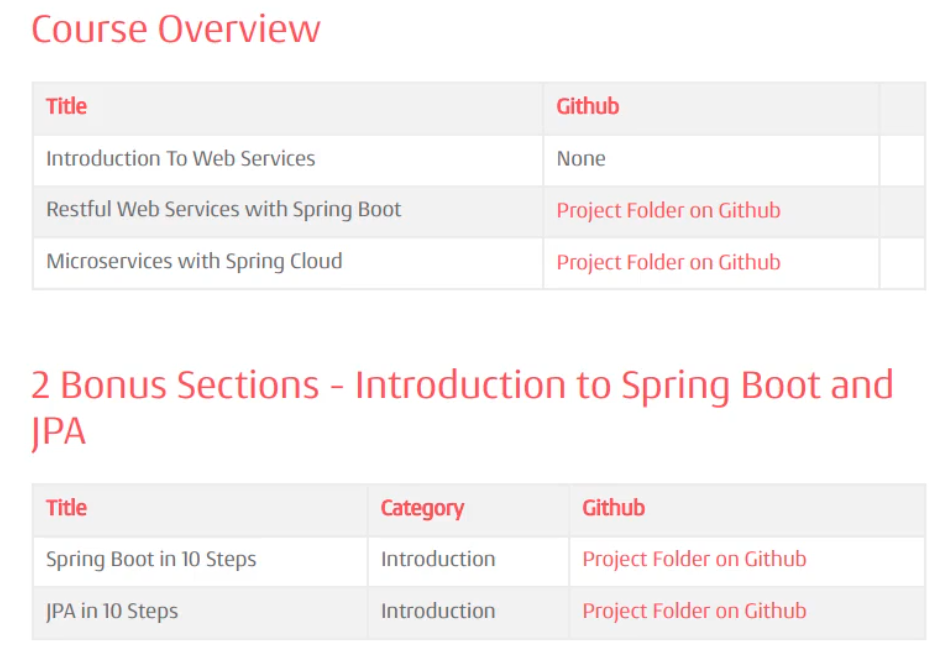 Course Overview
Title Github
Introduction To Web Services None
Restful Web Services with Spring Boot Project Folder on Github
Microservices with Spring Cloud Project Folder on Github
2 Bonus Sections - Introduction to Spring Boot and
JPA
Title Category Github
Spring Boot in 10 Steps Introduction Project Folder on Github
JPA in 10 Steps Introduction Project Folder on Github